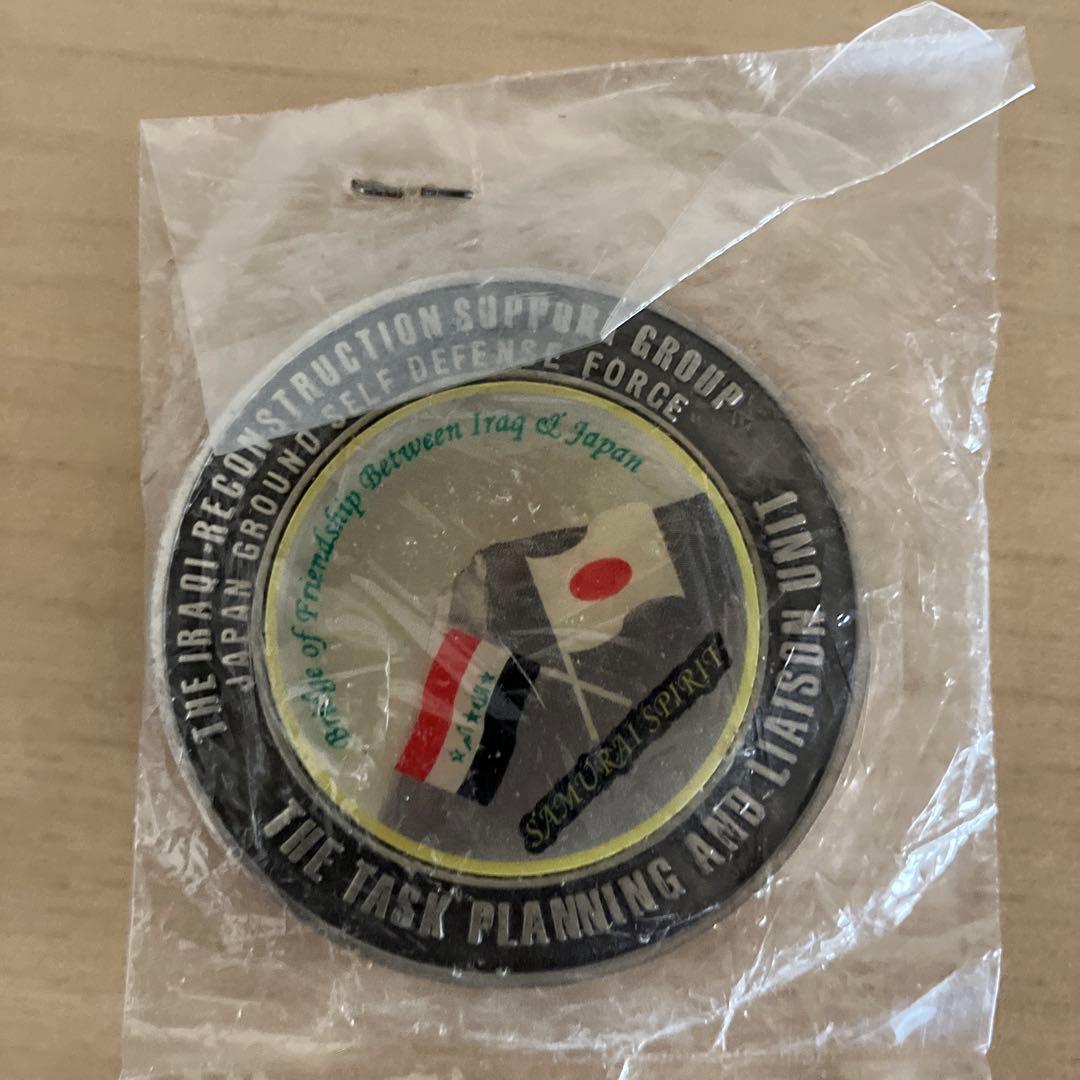 THE IRAQI-RECONSTRUCTION SUPPORT GROUP
JAPAN GROUND SELF DEFENSE FORCE
Bridge of Friendship Between Iraq & Japan
SAMURAI SPIRIT
THE TASK PLANNING AND LIAISON UNIT